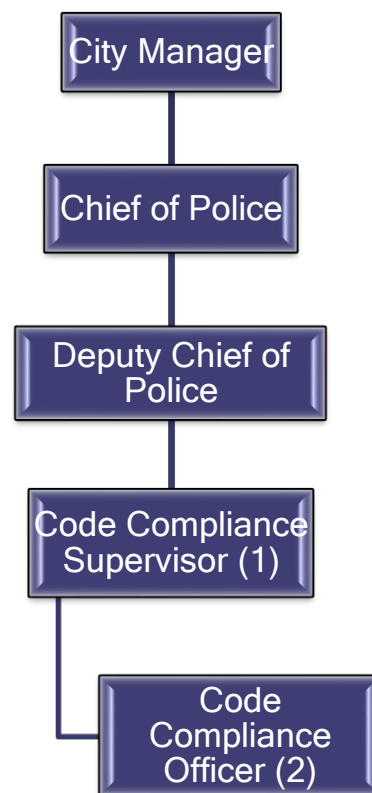 City Manager
Chief of Police
Deputy Chief of
Police
Code Compliance
Supervisor (1)
Code
Compliance
Officer (2)